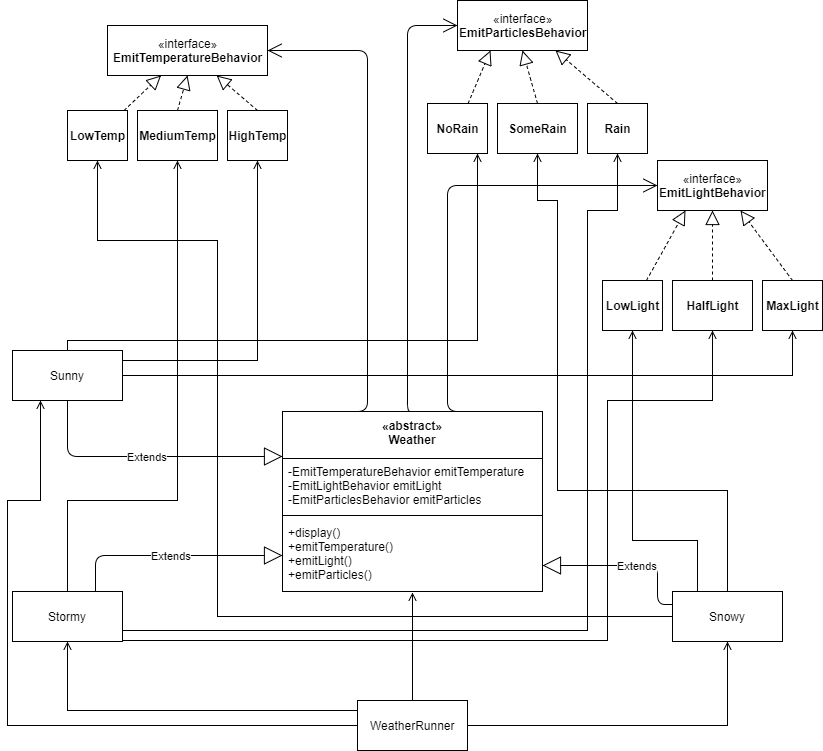 «interface»
EmitParticlesBehavior
«interface»
EmitTemperatureBehavior
LowTemp
MediumTemp
HighTemp
NoRain
SomeRain
Rain
«interface»
EmitLightBehavior
LowLight
HalfLight
MaxLight
Sunny
«abstract»
Weather
Extends
-EmitTemperatureBehavior emitTemperature
-EmitLightBehavior emitLight
-EmitParticlesBehavior emitParticles
+display()
+emitTemperature()
+emitLight()
+emitParticles()
Extends
Extends
Stormy
Snowy
WeatherRunner